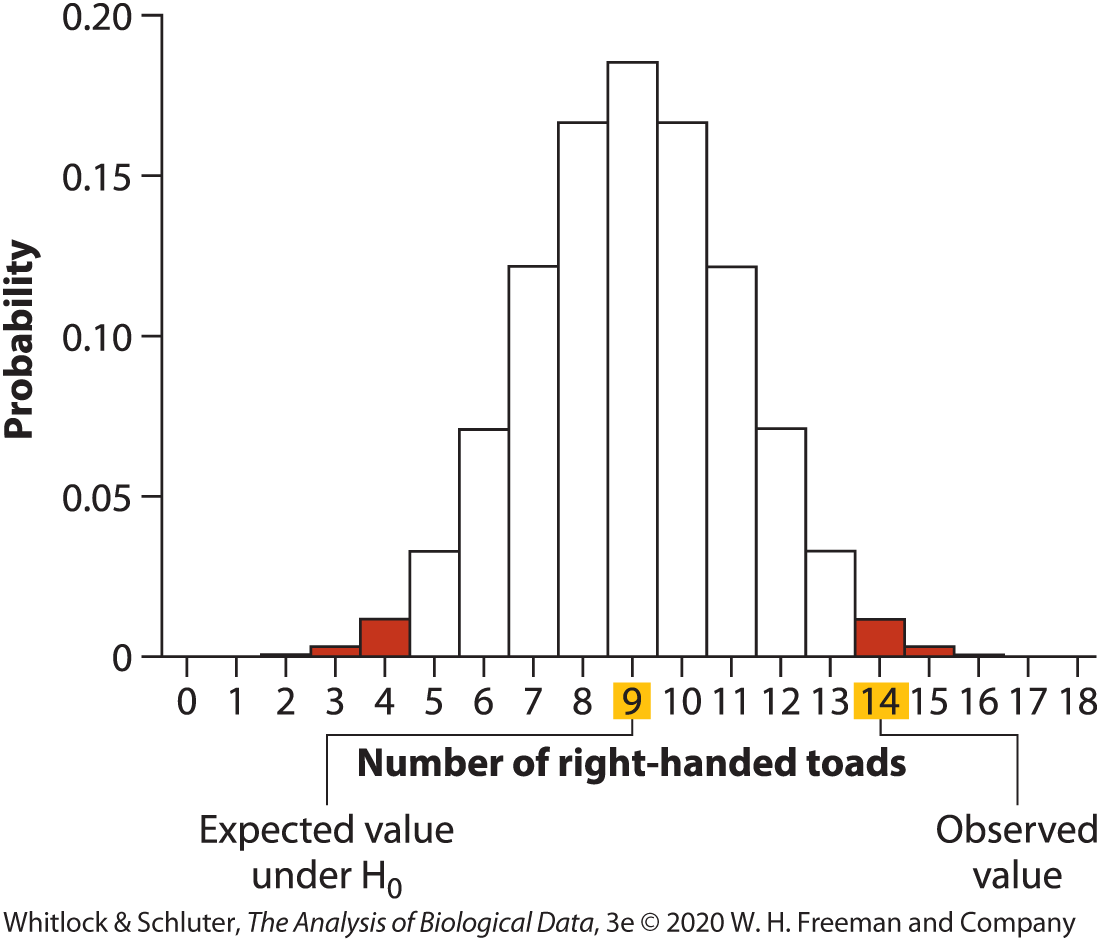 0.20
0.15
0.10
0.05
0
Probability
0 1 2 3 4 5 6 7 8 9 10 11 12 13 14 15 16 17 18
Number of right-handed toads
Expected value
under H₀
Observed
value
Whitlock & Schluter, The Analysis of Biological Data, 3e © 2020 W. H. Freeman and Company